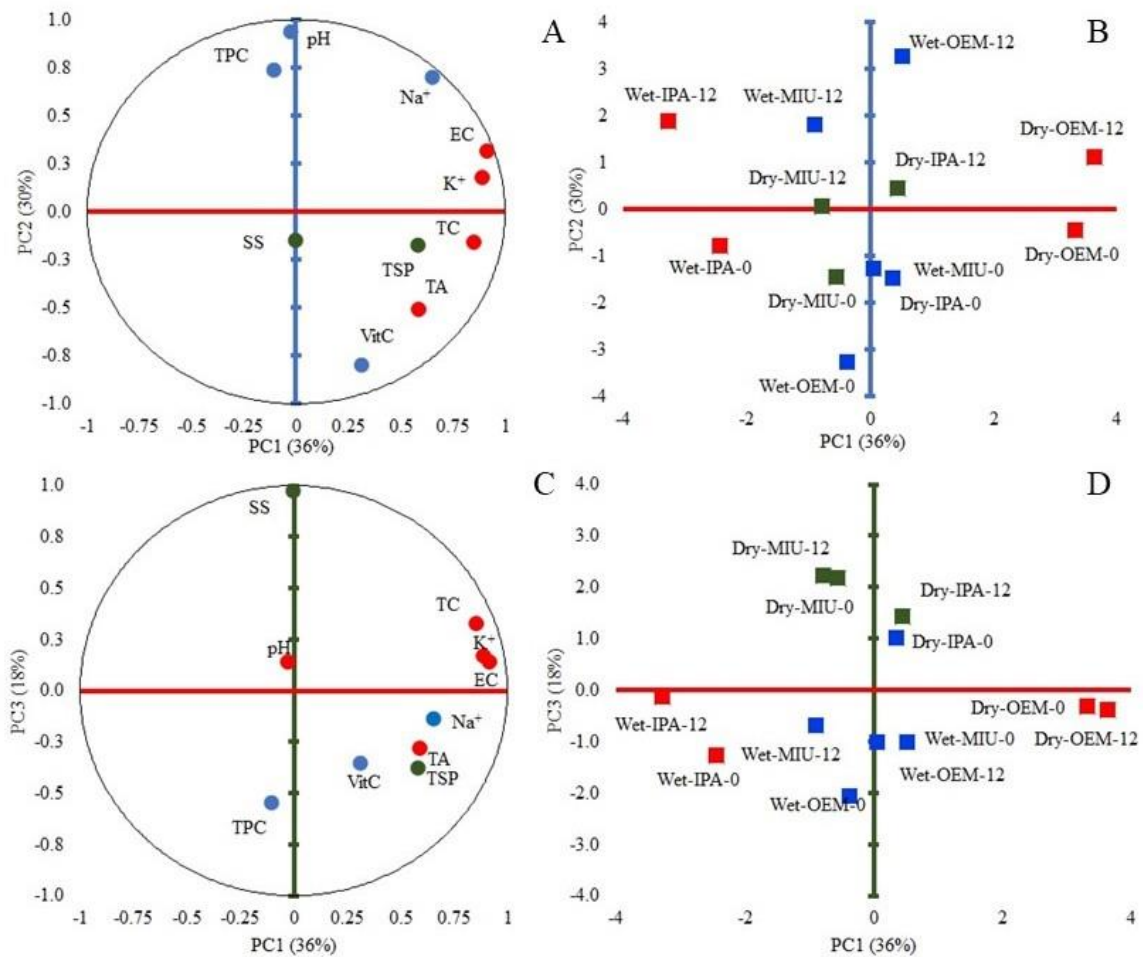 A
1.0
0.8
0.5
0.3
0.0
-0.3
-0.5
-0.8
-1.0
PC2 (30%)
pH
TPC
Na+
EC
K+
SS
TC
TSP
TA
VitC
-1 -0.75 -0.5 -0.25 0 0.25 0.5 0.75 1
PC1 (36%)
B
4
3
2
1
0
-1
-2
-3
-4
PC2 (30%)
Wet-OEM-12
Wet-IPA-12
Wet-MIU-12
Dry-OEM-12
Dry-IPA-12
Dry-MIU-12
Wet-IPA-0
Wet-MIU-0
Dry-OEM-0
Dry-MIU-0
Dry-IPA-0
Wet-OEM-0
-4 -2 0 2 4
PC1 (36%)
C
1.0
0.8
0.5
0.3
0.0
-0.3
-0.5
-0.8
-1.0
PC3 (18%)
SS
TC
pH
K+
EC
Na+
TA
VitC
TSP
TPC
-1 -0.75 -0.5 -0.25 0 0.25 0.5 0.75 1
PC1 (36%)
D
4.0
3.0
2.0
1.0
0.0
-1.0
-2.0
-3.0
-4.0
PC3 (18%)
Dry-MIU-12
Dry-MIU-0
Dry-IPA-12
Dry-IPA-0
Wet-IPA-12
Dry-OEM-0
Wet-MIU-12
Wet-MIU-0
Dry-OEM-12
Wet-IPA-0
Wet-OEM-12
Wet-OEM-0
-4 -2 0 2 4
PC1 (36%)